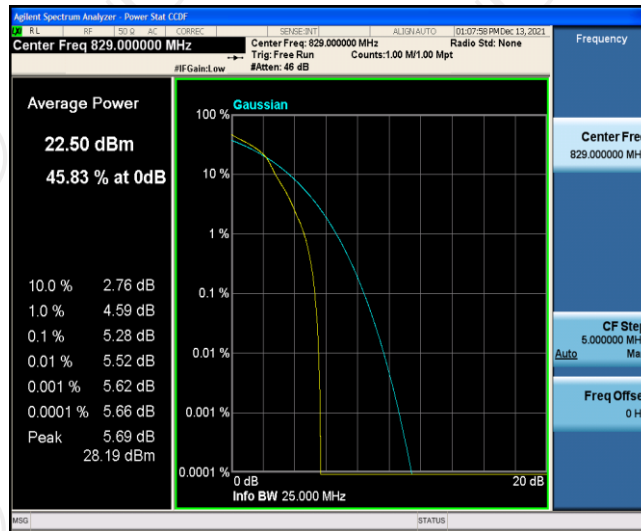 Agilent Spectrum Analyzer - Power Stat CCDF
RL RF 50 Ω AC CORREC SENSE:INT ALIGNAUTO 01:07:58 PM Dec 13, 2021
Center Freq 829.000000 MHz
Center Freq: 829.000000 MHz Radio Std: None
Trig: Free Run Counts:1.00 M/1.00 Mpt
#IFGain:Low #Atten: 46 dB
Frequency
Average Power
22.50 dBm
45.83 % at 0dB
10.0 % 2.76 dB
1.0 % 4.59 dB
0.1 % 5.28 dB
0.01 % 5.52 dB
0.001 % 5.62 dB
0.0001 % 5.66 dB
Peak 5.69 dB
28.19 dBm
Gaussian
100 %
10 %
1 %
0.1 %
0.01 %
0.001 %
0.0001 %
0 dB 20 dB
Info BW 25.000 MHz
Center Fre
829.000000 MH
CF Step
5.000000 MH
Auto Ma
Freq Offse
0 H
MSG STATUS